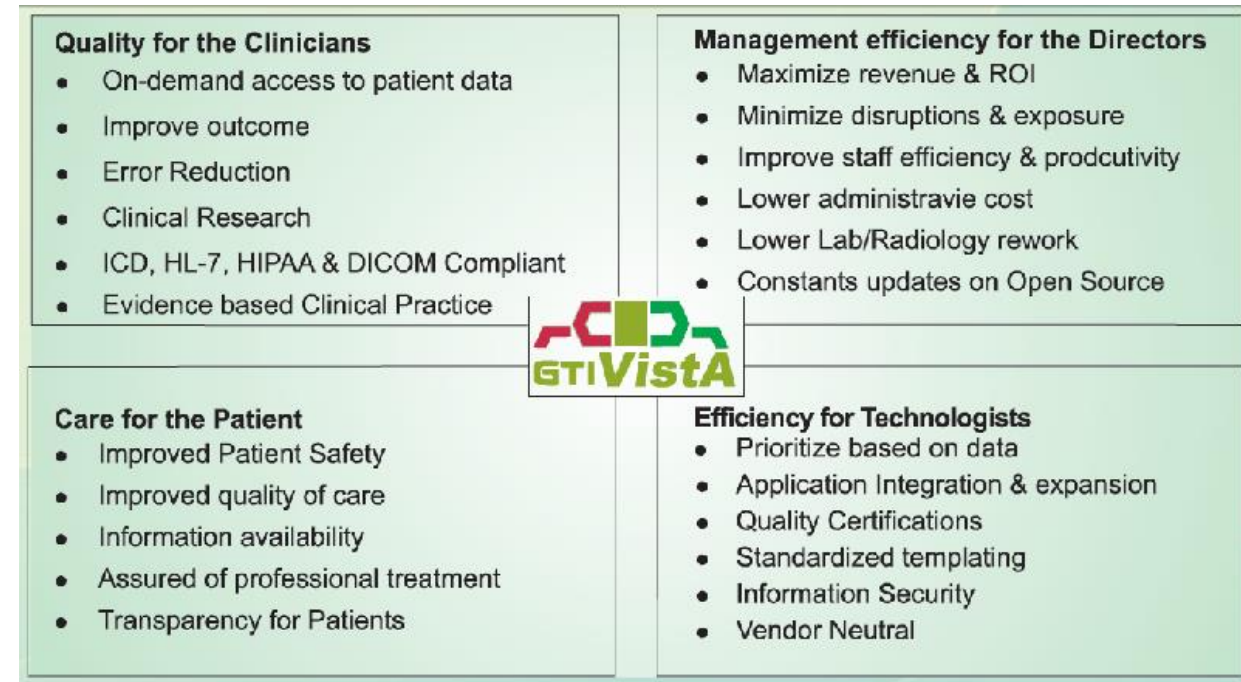 Quality for the Clinicians
On-demand access to patient data
Improve outcome
Error Reduction
Clinical Research
ICD, HL-7, HIPAA & DICOM Compliant
Evidence based Clinical Practice
Management efficiency for the Directors
Maximize revenue & ROI
Minimize disruptions & exposure
Improve staff efficiency & prodcutivity
Lower administravie cost
Lower Lab/Radiology rework
Constants updates on Open Source
GTIVistA
Care for the Patient
Improved Patient Safety
Improved quality of care
Information availability
Assured of professional treatment
Transparency for Patients
Efficiency for Technologists
Prioritize based on data
Application Integration & expansion
Quality Certifications
Standardized templating
Information Security
Vendor Neutral